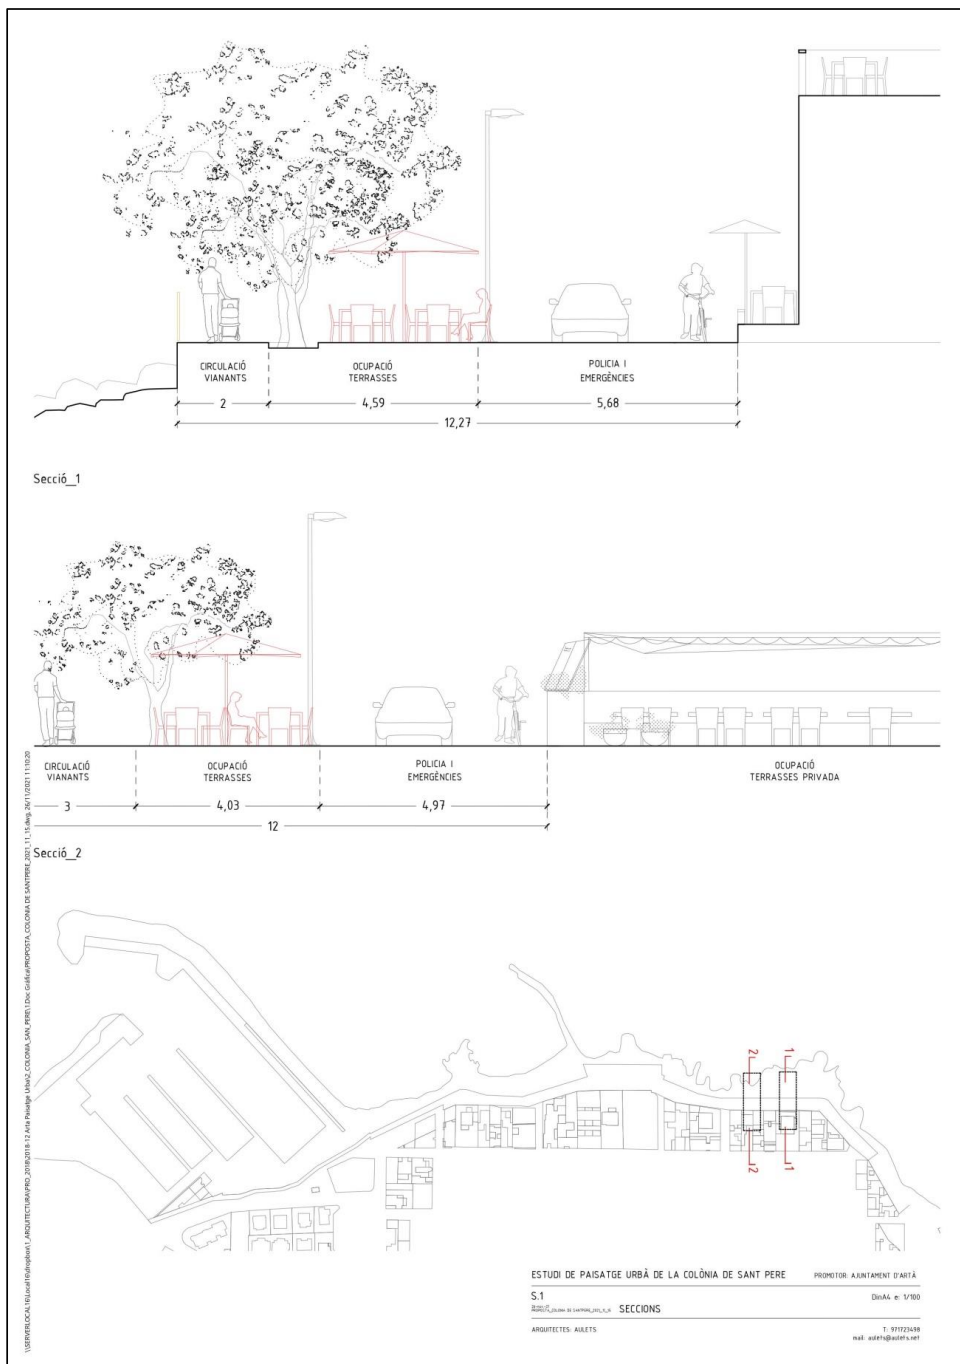 CIRCULACIÓ
VIANANTS
OCUPACIÓ
TERRASSES
POLICIA I
EMERGÈNCIES
2
4,59
5,68
12,27
Secció_1
CIRCULACIÓ
VIANANTS
OCUPACIÓ
TERRASSES
POLICIA I
EMERGÈNCIES
OCUPACIÓ
TERRASSES PRIVADA
3
4,03
4,97
12
Secció_2
2
1
2
1
ESTUDI DE PAISATGE URBÀ DE LA COLÒNIA DE SANT PERE
PROMOTOR: AJUNTAMENT D'ARTÀ
S.1
DinA4 e: 1/100
SECCIONS
ARQUITECTES: AULETS
T: 971723498
mail: aulets@aulets.net